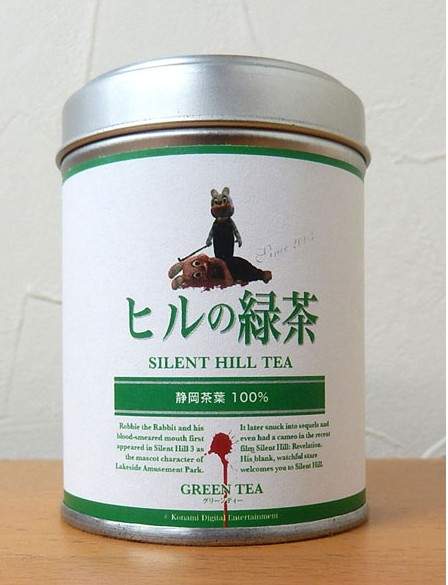 Since 2003
ヒルの緑茶
SILENT HILL TEA
静岡茶葉 100%
Robbie the Rabbit and his
blood-smeared mouth first
appeared in Silent Hill 3 as
the mascot character of
Lakeside Amusement Park.
It later snuck into sequels and
even had a cameo in the recent
film Silent Hill: Revelation.
His blank, watchful stare
welcomes you to Silent Hill.
GREEN TEA
グリーンティー
© Konami Digital Entertainment